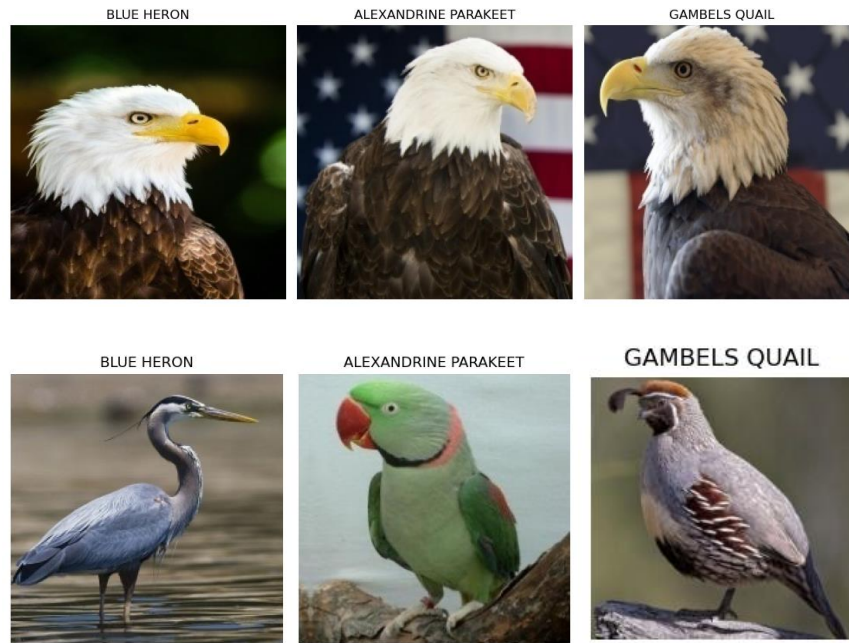 BLUE HERON
ALEXANDRINE PARAKEET
GAMBELS QUAIL
BLUE HERON
ALEXANDRINE PARAKEET
GAMBELS QUAIL